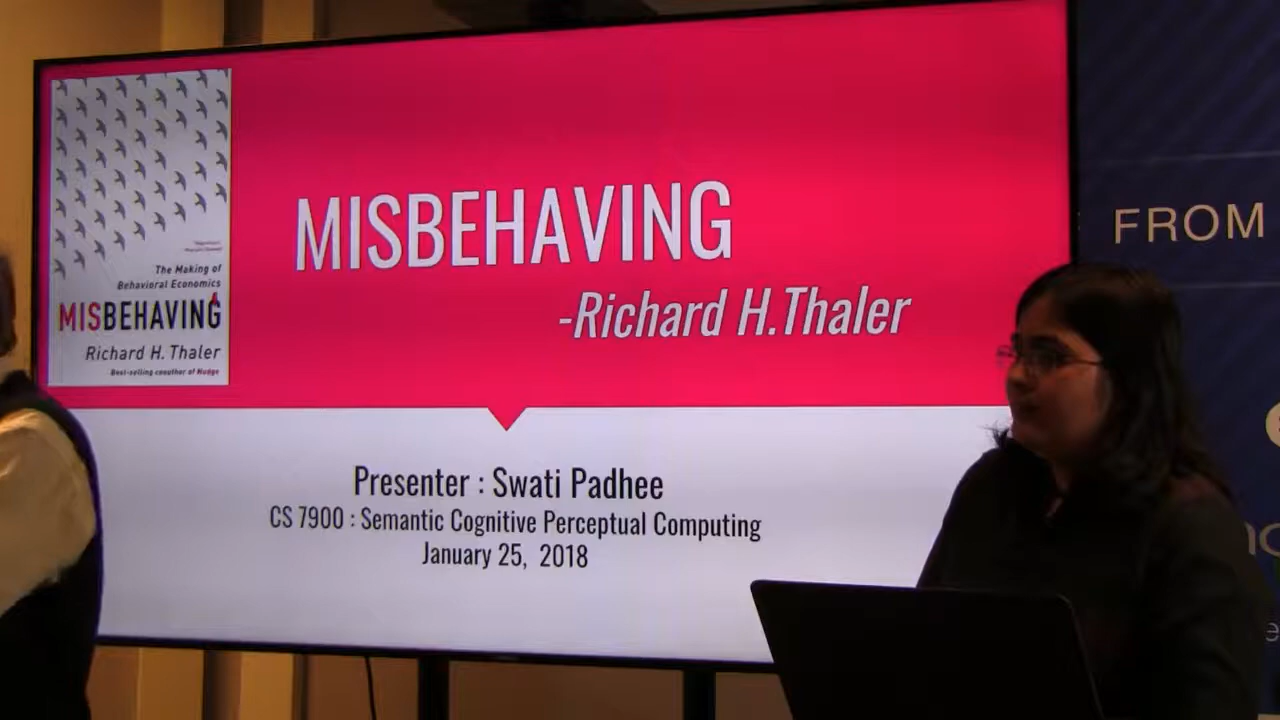 The Making of
Behavioral Economics
MISBEHAVING
Richard H. Thaler
Best-selling coauthor of Nudge
MISBEHAVING
-Richard H.Thaler
Presenter : Swati Padhee
CS 7900 : Semantic Cognitive Perceptual Computing
January 25, 2018
FROM